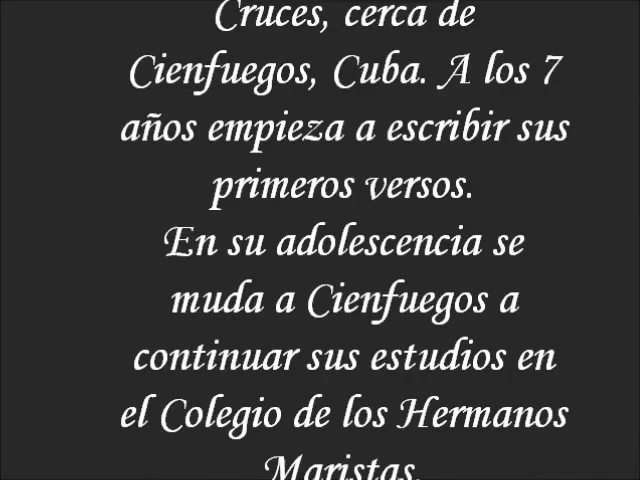 Cruces, cerca de
Cienfuegos, Cuba. A los 7
años empieza a escribir sus
primeros versos.
En su adolescencia se
muda a Cienfuegos a
continuar sus estudios en
el Colegio de los Hermanos
Maristas.